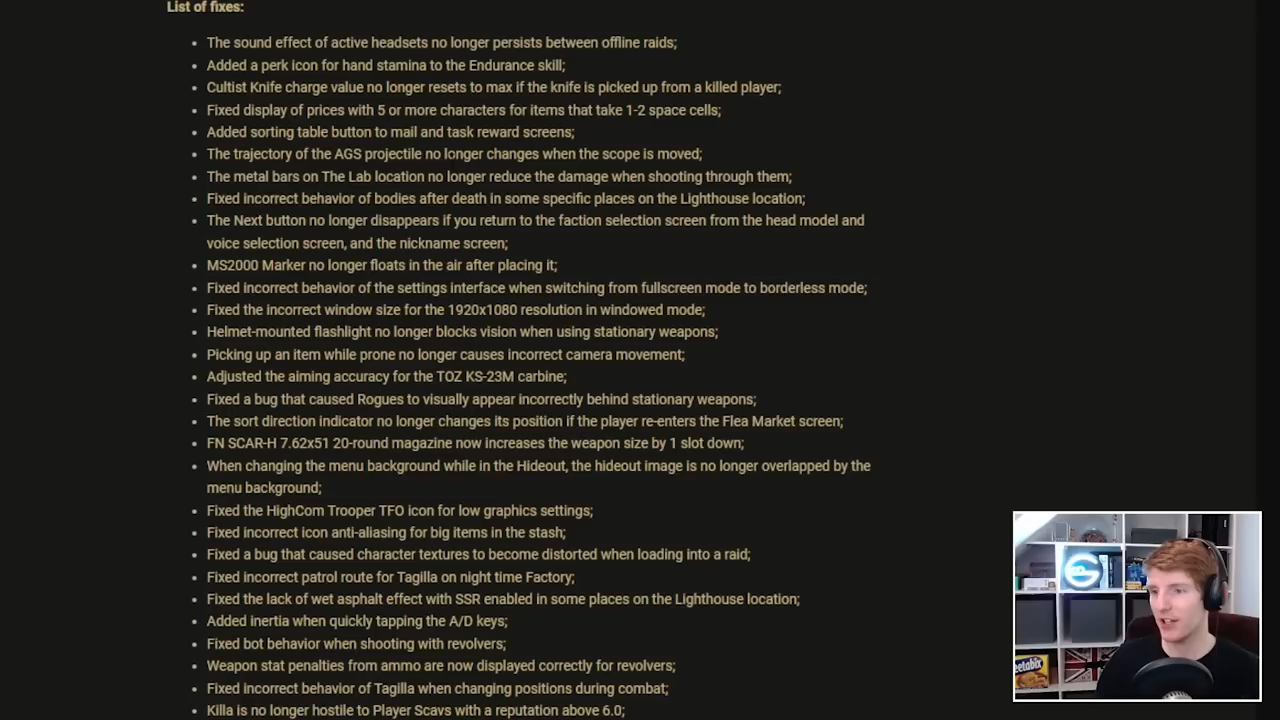 List of fixes:
The sound effect of active headsets no longer persists between offline raids;
Added a perk icon for hand stamina to the Endurance skill;
Cultist Knife charge value no longer resets to max if the knife is picked up from a killed player;
Fixed display of prices with 5 or more characters for items that take 1-2 space cells;
Added sorting table button to mail and task reward screens;
The trajectory of the AGS projectile no longer changes when the scope is moved;
The metal bars on The Lab location no longer reduce the damage when shooting through them;
Fixed incorrect behavior of bodies after death in some specific places on the Lighthouse location;
The Next button no longer disappears if you return to the faction selection screen from the head model and
voice selection screen, and the nickname screen;
MS2000 Marker no longer floats in the air after placing it;
Fixed incorrect behavior of the settings interface when switching from fullscreen mode to borderless mode;
Fixed the incorrect window size for the 1920x1080 resolution in windowed mode;
Helmet-mounted flashlight no longer blocks vision when using stationary weapons;
Picking up an item while prone no longer causes incorrect camera movement;
Adjusted the aiming accuracy for the TOZ KS-23M carbine;
Fixed a bug that caused Rogues to visually appear incorrectly behind stationary weapons;
The sort direction indicator no longer changes its position if the player re-enters the Flea Market screen;
FN SCAR-H 7.62x51 20-round magazine now increases the weapon size by 1 slot down;
When changing the menu background while in the Hideout, the hideout image is no longer overlapped by the
menu background;
Fixed the HighCom Trooper TFO icon for low graphics settings;
Fixed incorrect icon anti-aliasing for big items in the stash;
Fixed a bug that caused character textures to become distorted when loading into a raid;
Fixed incorrect patrol route for Tagilla on night time Factory;
Fixed the lack of wet asphalt effect with SSR enabled in some places on the Lighthouse location;
Added inertia when quickly tapping the A/D keys;
Fixed bot behavior when shooting with revolvers;
Weapon stat penalties from ammo are now displayed correctly for revolvers;
Fixed incorrect behavior of Tagilla when changing positions during combat;
Killa is no longer hostile to Player Scavs with a reputation above 6.0;
eetabix